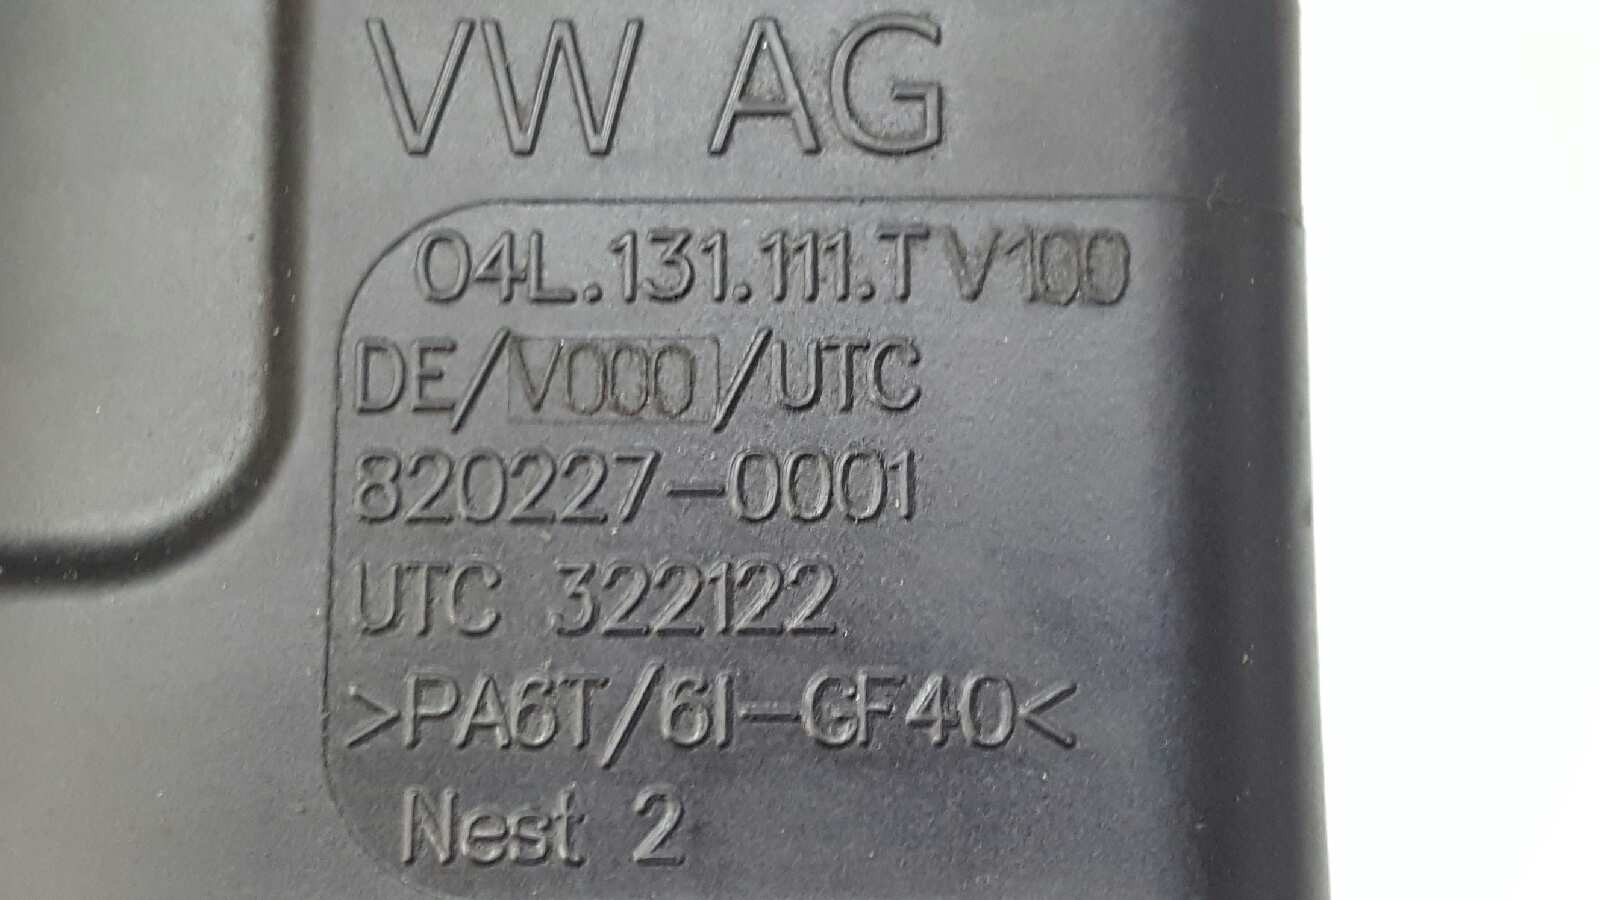 VW AG
04L.131.111.T V100
DE/V000/UTC
820227-0001
UTC 322122
>PA6T/6I-GF40<
Nest 2